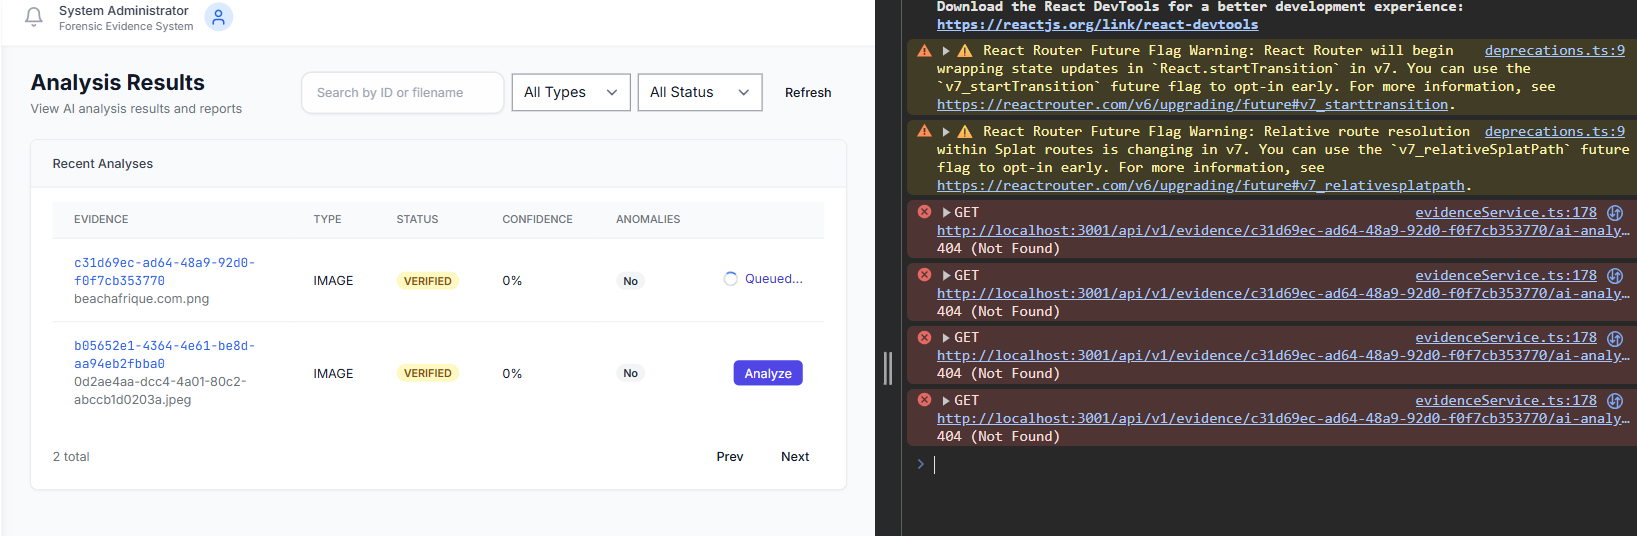 System Administrator
Forensic Evidence System
Analysis Results
View AI analysis results and reports
Search by ID or filename
All Types
All Status
Refresh
Recent Analyses
EVIDENCE TYPE STATUS CONFIDENCE ANOMALIES
c31d69ec-ad64-48a9-92d0-
f0f7cb353770
beachafrique.com.png
IMAGE VERIFIED 0% No Queued...
b05652e1-4364-4e61-be8d-
aa94eb2fbba0
0d2ae4aa-dcc4-4a01-80c2-
abccb1d0203a.jpeg
IMAGE VERIFIED 0% No Analyze
2 total Prev Next
Download the React DevTools for a better development experience:
https://reactjs.org/link/react-devtools
React Router Future Flag Warning: React Router will begin deprecations.ts:9
wrapping state updates in `React.startTransition` in v7. You can use the
`v7_startTransition` future flag to opt-in early. For more information, see
https://reactrouter.com/v6/upgrading/future#v7_starttransition.
React Router Future Flag Warning: Relative route resolution deprecations.ts:9
within Splat routes is changing in v7. You can use the `v7_relativeSplatPath` future
flag to opt-in early. For more information, see
https://reactrouter.com/v6/upgrading/future#v7_relativesplatpath.
GET evidenceService.ts:178
http://localhost:3001/api/v1/evidence/c31d69ec-ad64-48a9-92d0-f0f7cb353770/ai-analy…
404 (Not Found)
GET evidenceService.ts:178
http://localhost:3001/api/v1/evidence/c31d69ec-ad64-48a9-92d0-f0f7cb353770/ai-analy…
404 (Not Found)
GET evidenceService.ts:178
http://localhost:3001/api/v1/evidence/c31d69ec-ad64-48a9-92d0-f0f7cb353770/ai-analy…
404 (Not Found)
GET evidenceService.ts:178
http://localhost:3001/api/v1/evidence/c31d69ec-ad64-48a9-92d0-f0f7cb353770/ai-analy…
404 (Not Found)